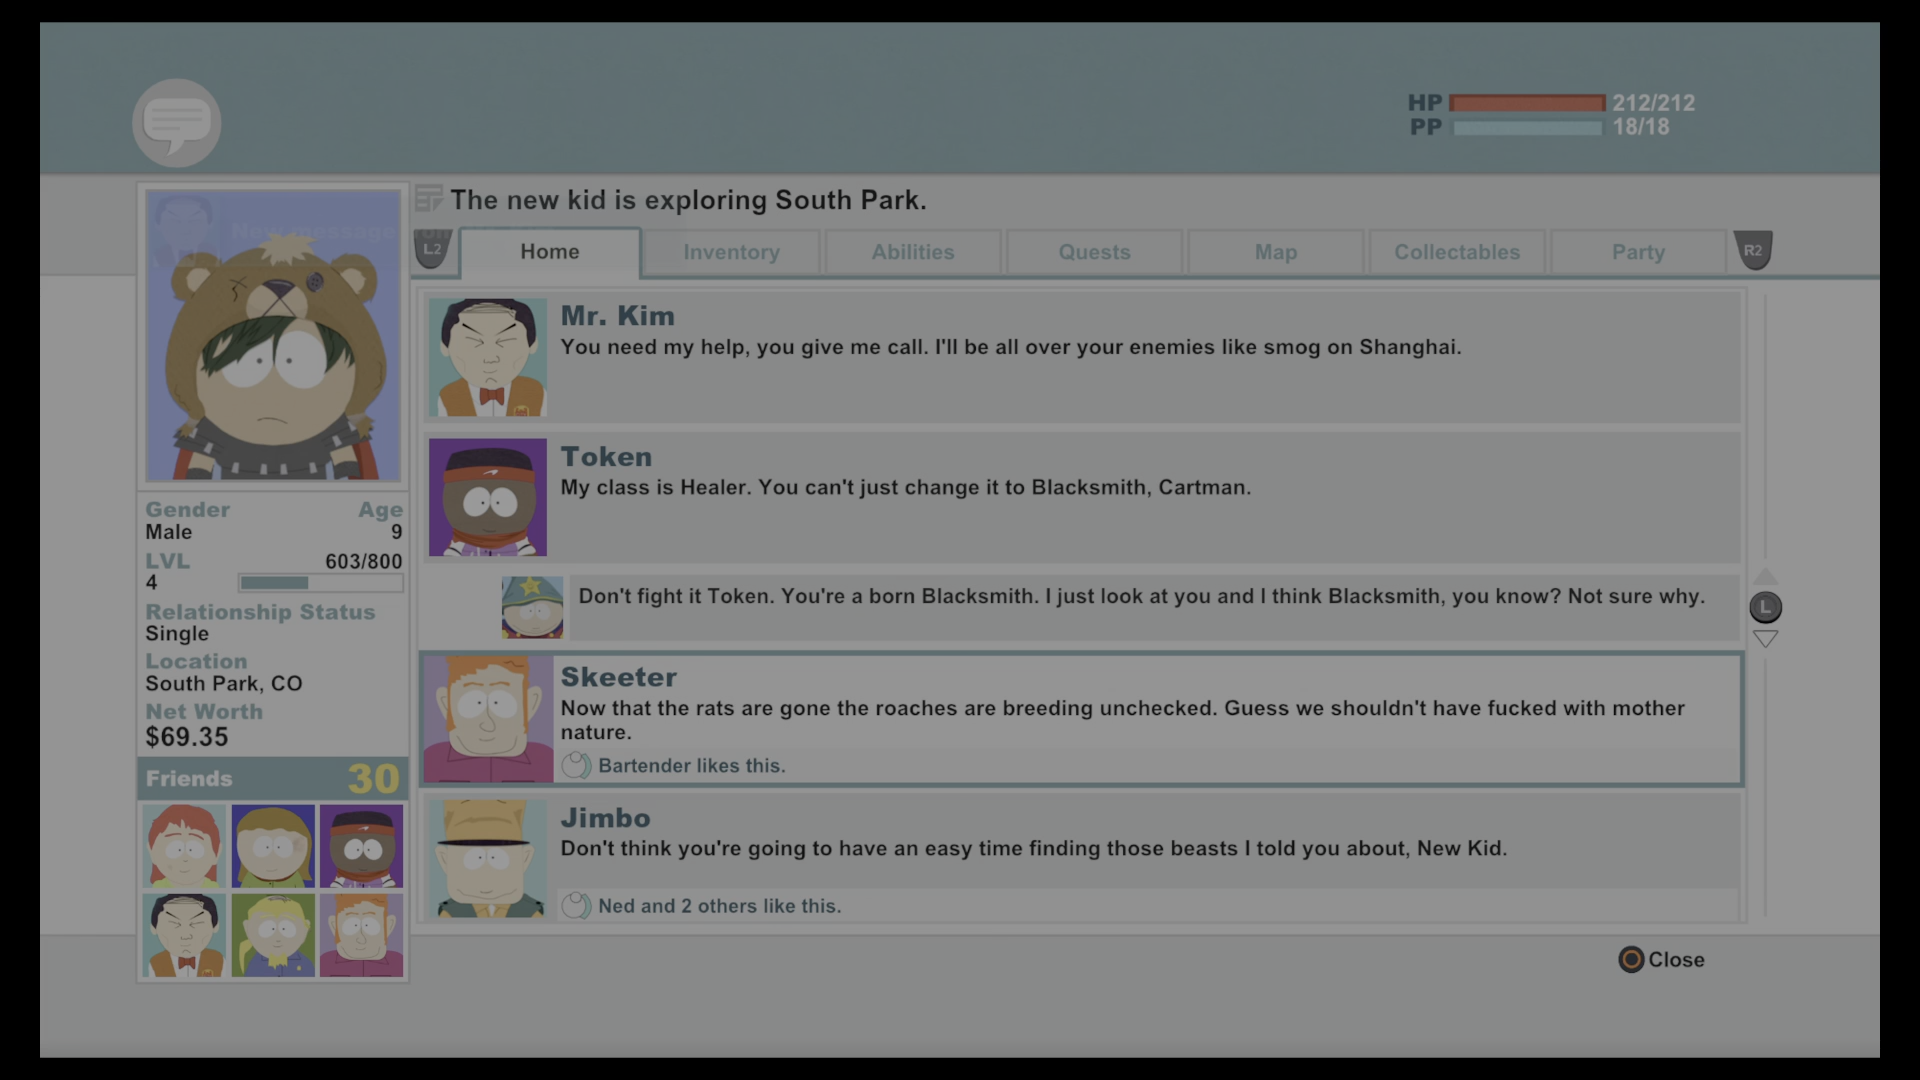 HP 212/212
PP 18/18
The new kid is exploring South Park.
New message
L2 Home Inventory Abilities Quests Map Collectables Party R2
Gender Age
Male 9
LVL 603/800
4
Relationship Status
Single
Location
South Park, CO
Net Worth
$69.35
Friends 30
Mr. Kim
You need my help, you give me call. I'll be all over your enemies like smog on Shanghai.
Token
My class is Healer. You can't just change it to Blacksmith, Cartman.
Don't fight it Token. You're a born Blacksmith. I just look at you and I think Blacksmith, you know? Not sure why.
Skeeter
Now that the rats are gone the roaches are breeding unchecked. Guess we shouldn't have fucked with mother
nature.
Bartender likes this.
Jimbo
Don't think you're going to have an easy time finding those beasts I told you about, New Kid.
Ned and 2 others like this.
L
Close